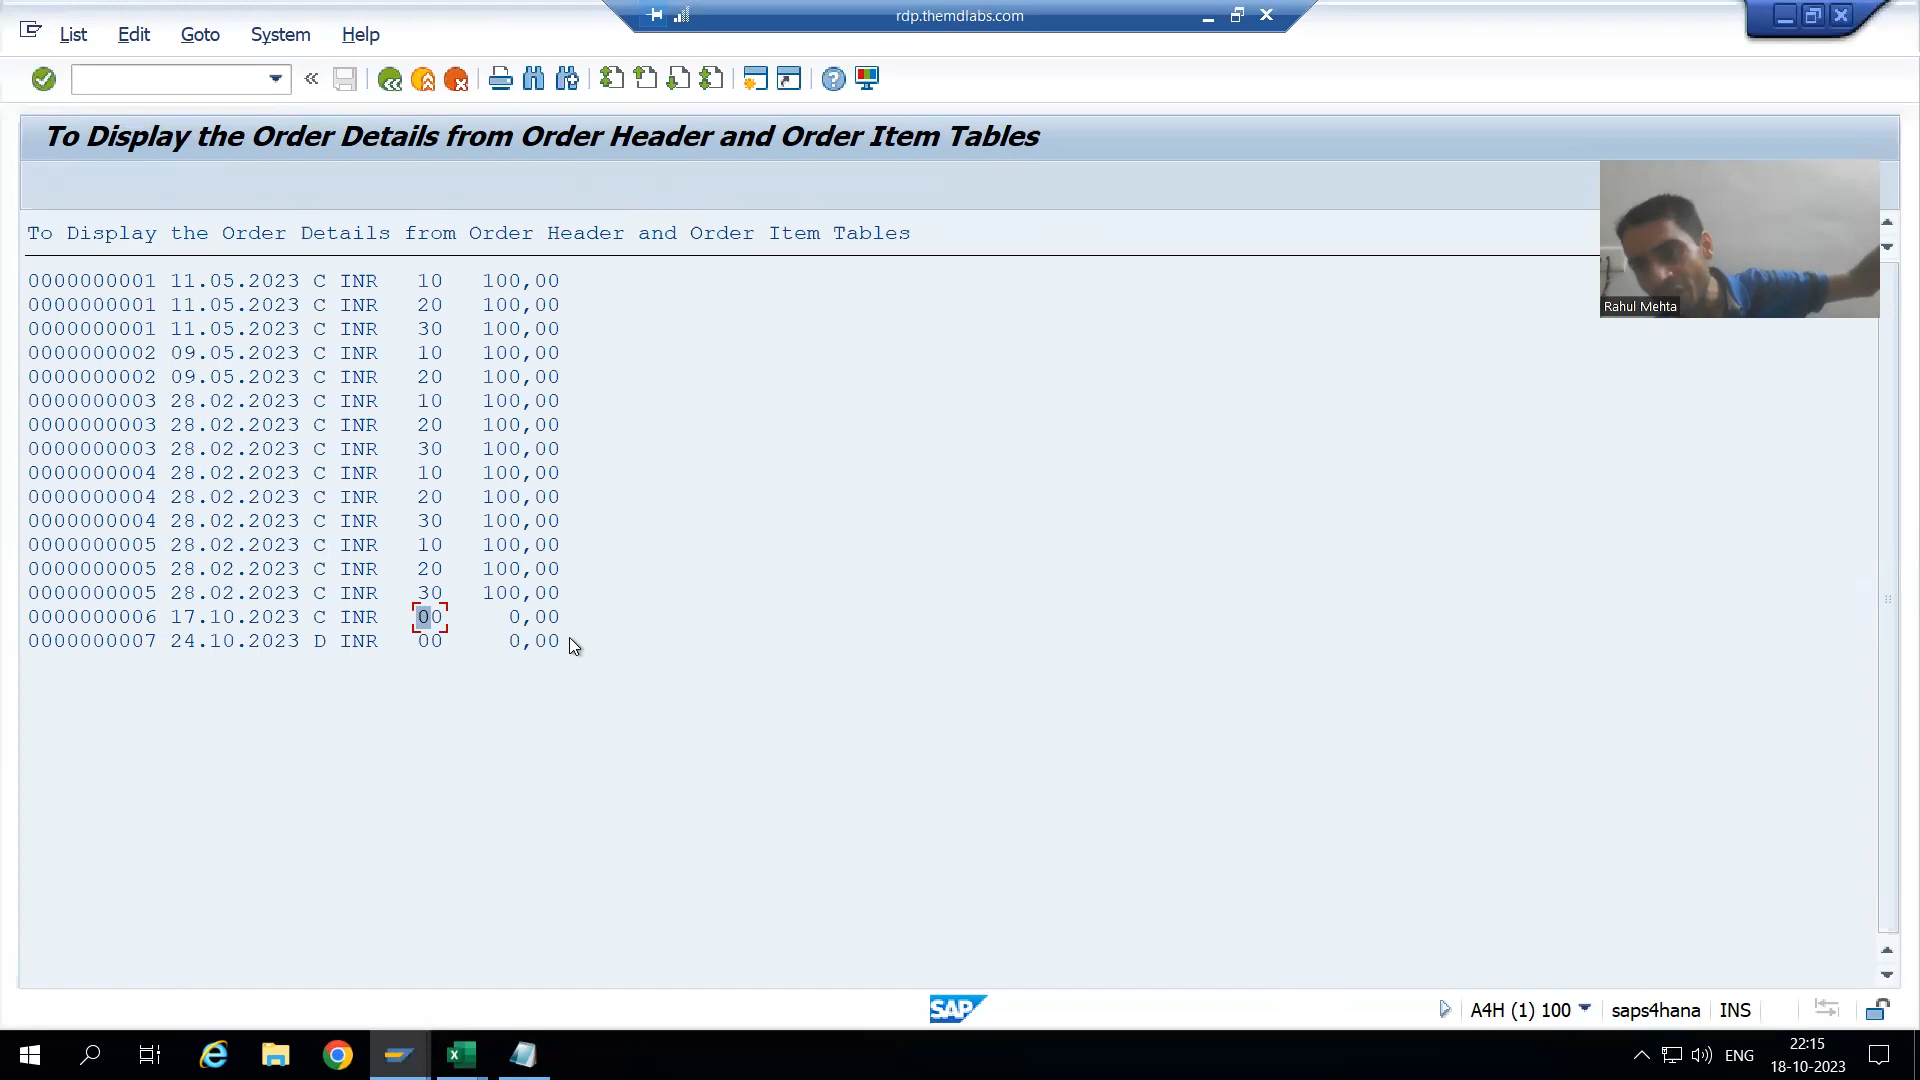 rdp.themdlabs.com
List Edit Goto System Help
To Display the Order Details from Order Header and Order Item Tables
To Display the Order Details from Order Header and Order Item Tables
0000000001 11.05.2023 C INR 10 100,00
0000000001 11.05.2023 C INR 20 100,00
0000000001 11.05.2023 C INR 30 100,00
0000000002 09.05.2023 C INR 10 100,00
0000000002 09.05.2023 C INR 20 100,00
0000000003 28.02.2023 C INR 10 100,00
0000000003 28.02.2023 C INR 20 100,00
0000000003 28.02.2023 C INR 30 100,00
0000000004 28.02.2023 C INR 10 100,00
0000000004 28.02.2023 C INR 20 100,00
0000000004 28.02.2023 C INR 30 100,00
0000000005 28.02.2023 C INR 10 100,00
0000000005 28.02.2023 C INR 20 100,00
0000000005 28.02.2023 C INR 30 100,00
0000000006 17.10.2023 C INR 00 0,00
0000000007 24.10.2023 D INR 00 0,00
Rahul Mehta
SAP
A4H (1) 100 saps4hana INS
ENG
22:15
18-10-2023